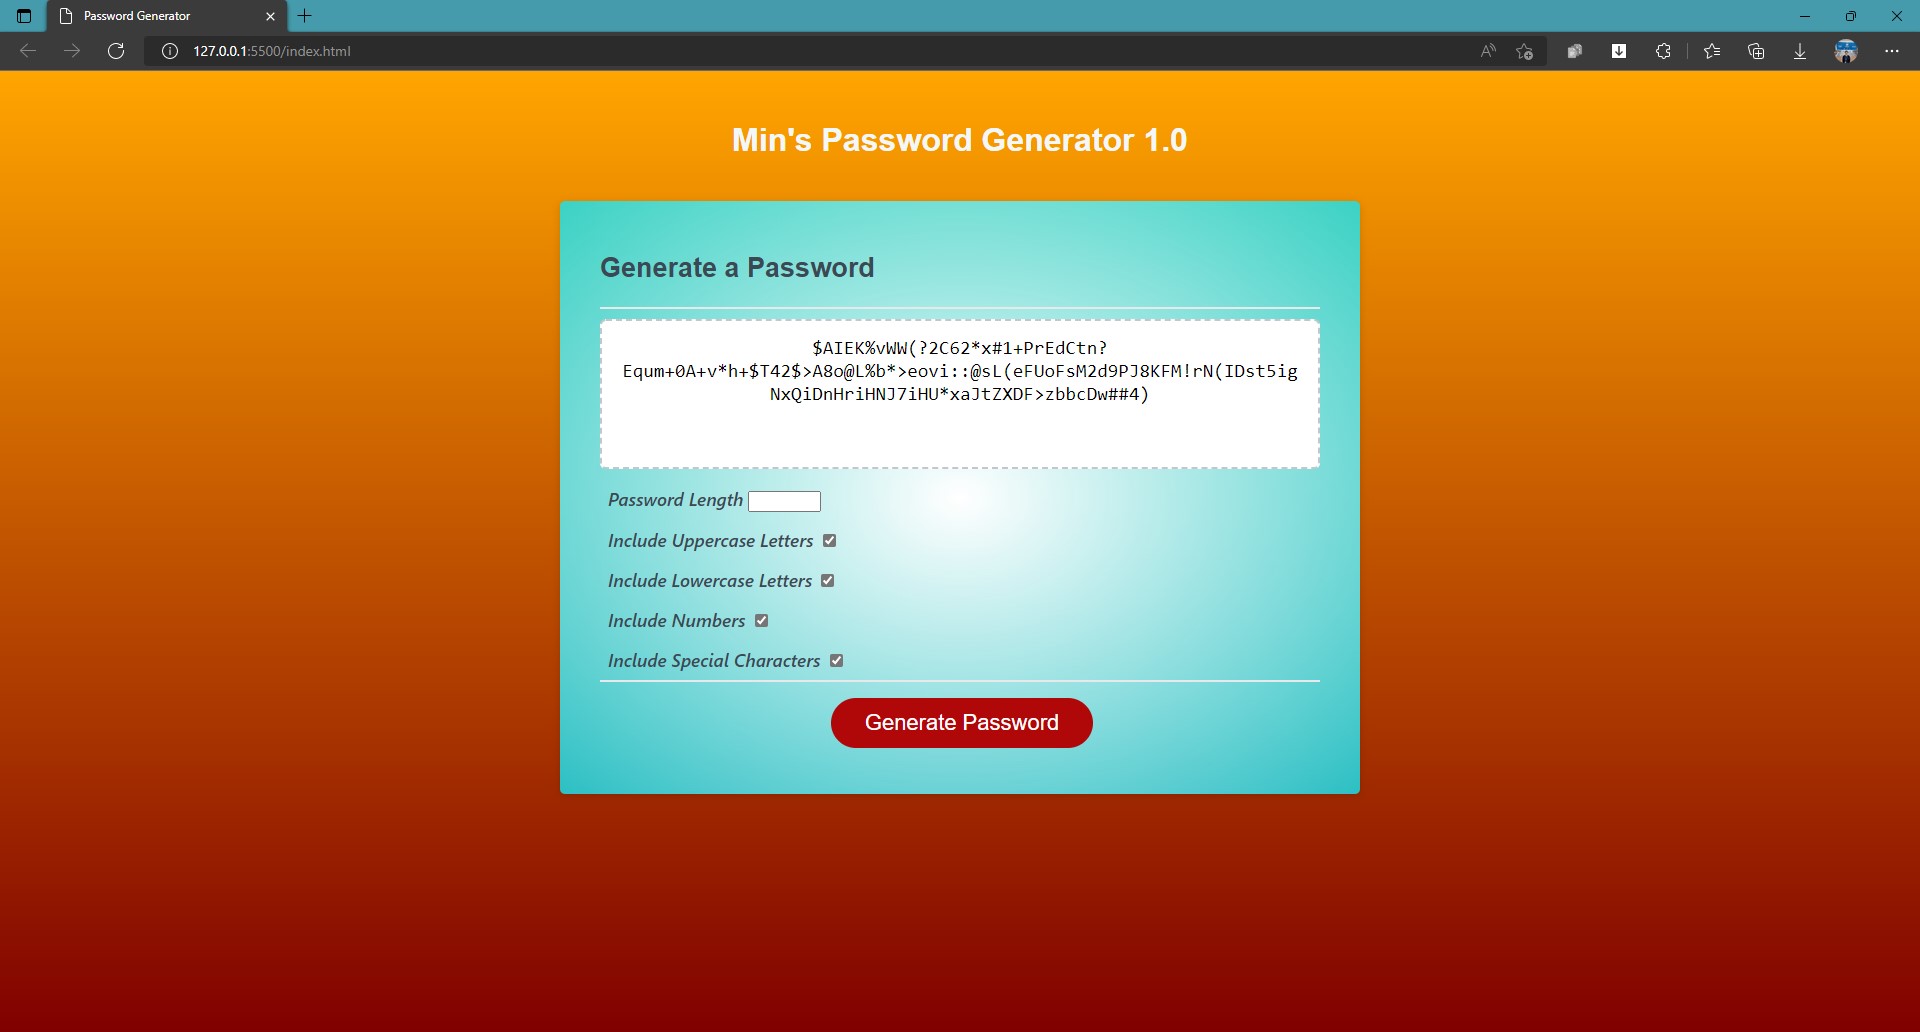 Password Generator
127.0.0.1:5500/index.html
Min's Password Generator 1.0
Generate a Password
$AIEK%vWW(?2C62*x#1+PrEdCtn?
Equm+0A+v*h+$T42$>A8o@L%b*>eovi::@sL(eFUoFsM2d9PJ8KFM!rN(IDst5ig
NxQiDnHriHNJ7iHU*xaJtZXDF>zbbcDw##4)
Password Length
Include Uppercase Letters
Include Lowercase Letters
Include Numbers
Include Special Characters
Generate Password